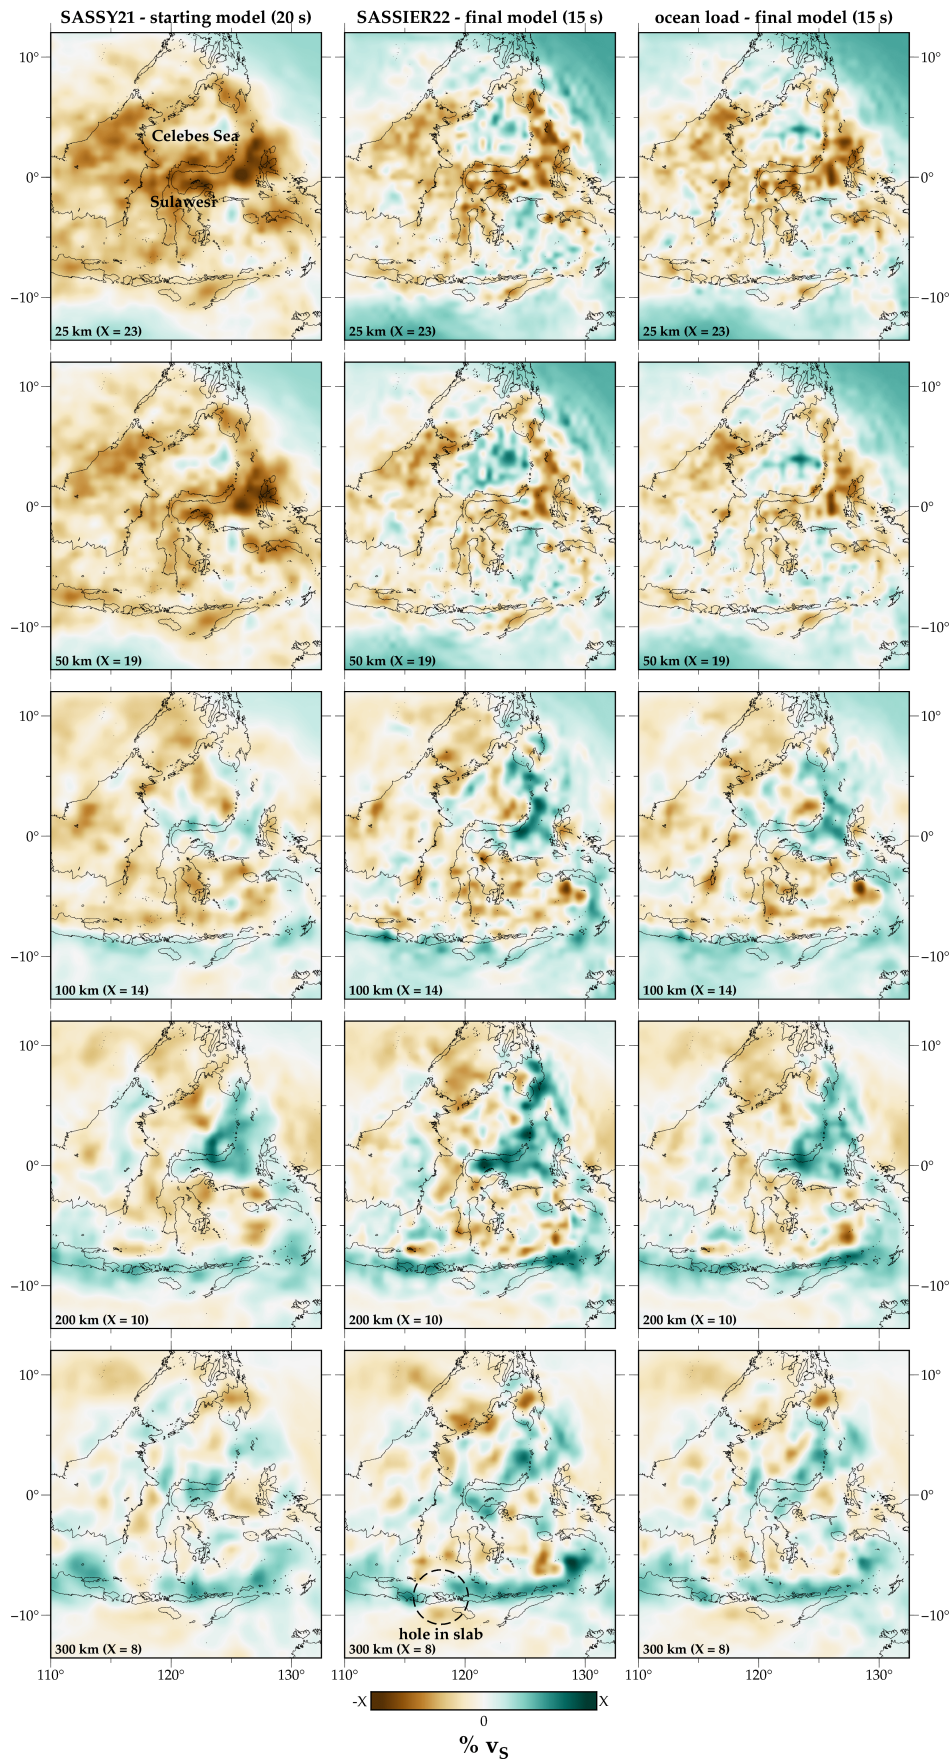 SASSY21 - starting model (20 s) SASSIER22 - final model (15 s) ocean load - final model (15 s)
10° 10°
Celebes Sea
0° 0°
Sulawesi
−10° −10°
25 km (X = 23) 25 km (X = 23) 25 km (X = 23)
10° 10°
0° 0°
−10° −10°
50 km (X = 19) 50 km (X = 19) 50 km (X = 19)
10° 10°
0° 0°
−10° −10°
100 km (X = 14) 100 km (X = 14) 100 km (X = 14)
10° 10°
0° 0°
−10° −10°
200 km (X = 10) 200 km (X = 10) 200 km (X = 10)
10° 10°
0° 0°
−10° −10°
hole in slab
300 km (X = 8) 300 km (X = 8) 300 km (X = 8)
110° 120° 130° 120° 130° 120° 130°
-X X
0
% vS